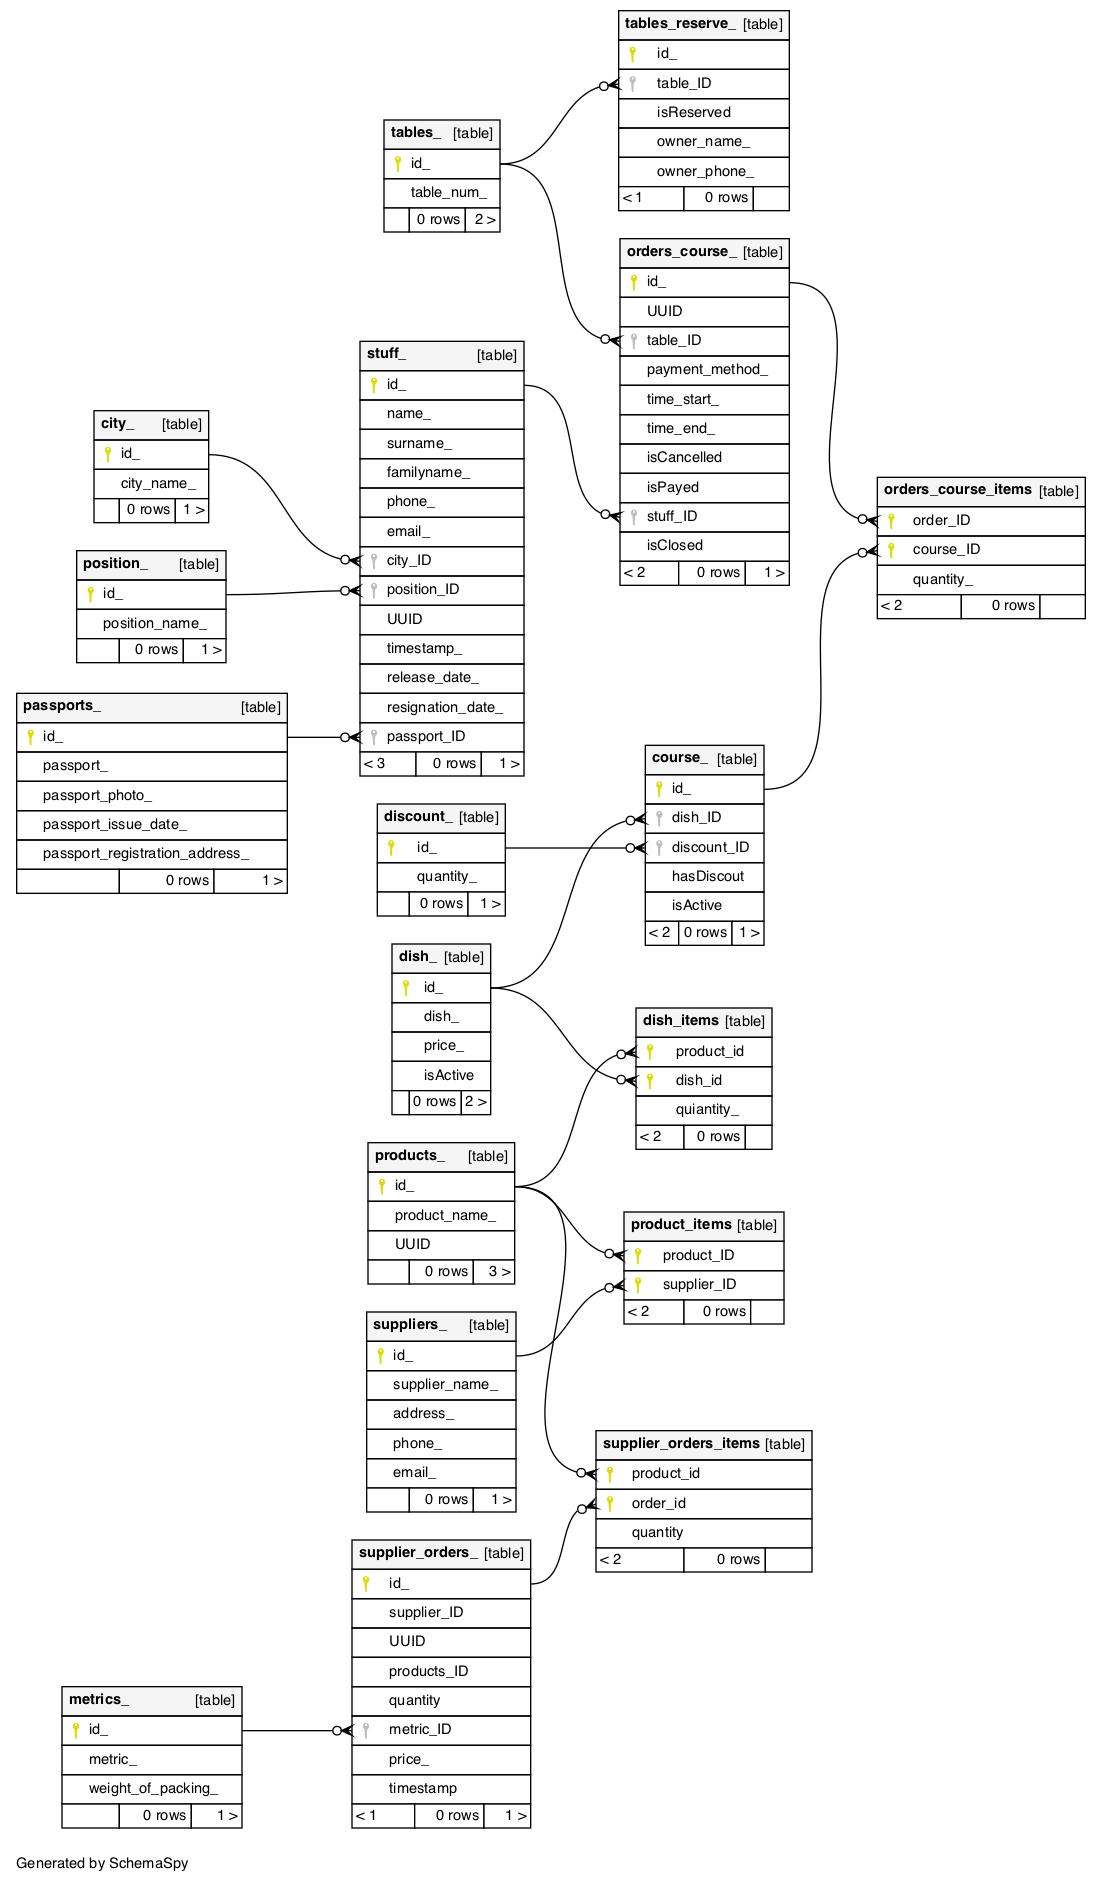 tables_reserve_ [table]
id_
table_ID
isReserved
owner_name_
owner_phone_
< 1 0 rows
tables_ [table]
id_
table_num_
0 rows 2 >
orders_course_ [table]
id_
UUID
table_ID
payment_method_
time_start_
time_end_
isCancelled
isPayed
stuff_ID
isClosed
< 2 0 rows 1 >
stuff_ [table]
id_
name_
surname_
familyname_
phone_
email_
city_ID
position_ID
UUID
timestamp_
release_date_
resignation_date_
passport_ID
< 3 0 rows 1 >
city_ [table]
id_
city_name_
0 rows 1 >
orders_course_items [table]
order_ID
course_ID
quantity_
< 2 0 rows
position_ [table]
id_
position_name_
0 rows 1 >
passports_ [table]
id_
passport_
passport_photo_
passport_issue_date_
passport_registration_address_
0 rows 1 >
course_ [table]
id_
dish_ID
discount_ID
hasDiscout
isActive
< 2 0 rows 1 >
discount_ [table]
id_
quantity_
0 rows 1 >
dish_ [table]
id_
dish_
price_
isActive
0 rows 2 >
dish_items [table]
product_id
dish_id
quiantity_
< 2 0 rows
products_ [table]
id_
product_name_
UUID
0 rows 3 >
product_items [table]
product_ID
supplier_ID
< 2 0 rows
suppliers_ [table]
id_
supplier_name_
address_
phone_
email_
0 rows 1 >
supplier_orders_items [table]
product_id
order_id
quantity
< 2 0 rows
supplier_orders_ [table]
id_
supplier_ID
UUID
products_ID
quantity
metric_ID
price_
timestamp
< 1 0 rows 1 >
metrics_ [table]
id_
metric_
weight_of_packing_
0 rows 1 >
Generated by SchemaSpy